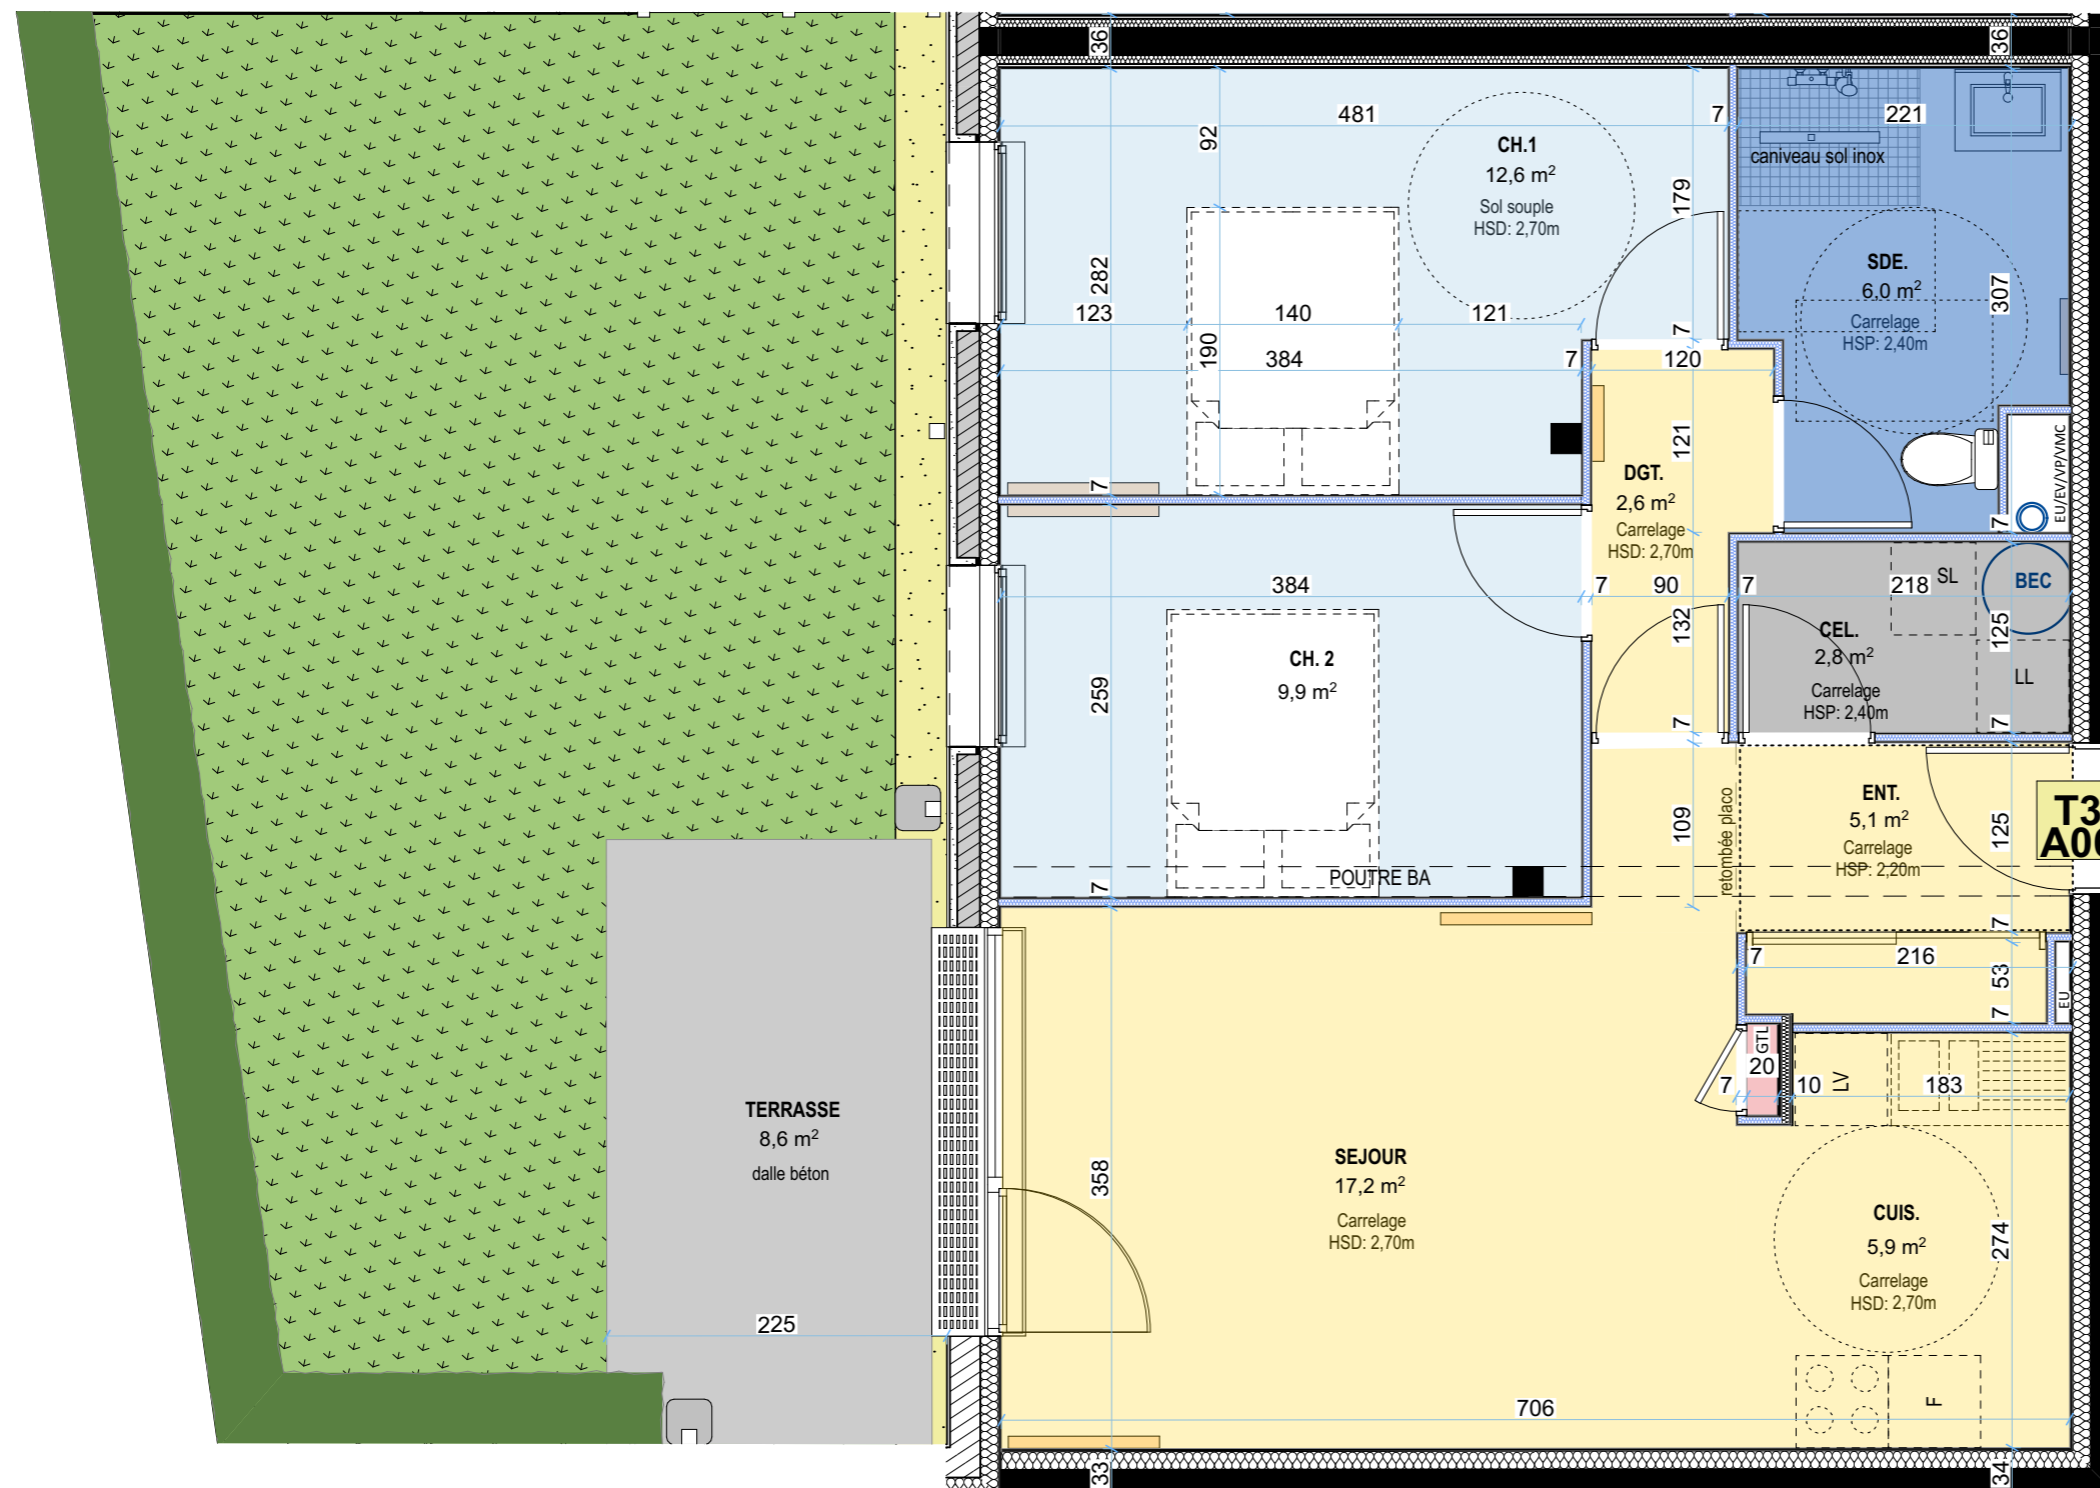 36
36
481
7
221
92
CH.1
12,6 m²
Sol souple
HSD: 2,70m
179
caniveau sol inox
282
123
140
121
190
384
7
7
120
SDE.
6,0 m²
Carrelage
HSP: 2,40m
307
121
DGT.
2,6 m²
Carrelage
HSD: 2,70m
EU/EV/VP/VMC
7
7
384
7
90
7
218
SL
BEC
132
125
CEL.
2,8 m²
Carrelage
HSP: 2,40m
LL
7
7
CH. 2
9,9 m²
259
POUTRE BA
7
109
retombée placo
ENT.
5,1 m²
Carrelage
HSP: 2,20m
125
T3
7
7
216
53
7
EU
GTL
20
7
10
LV
183
TERRASSE
8,6 m²
dalle béton
225
358
SEJOUR
17,2 m²
Carrelage
HSD: 2,70m
CUIS.
5,9 m²
Carrelage
HSD: 2,70m
274
F
706
33
34